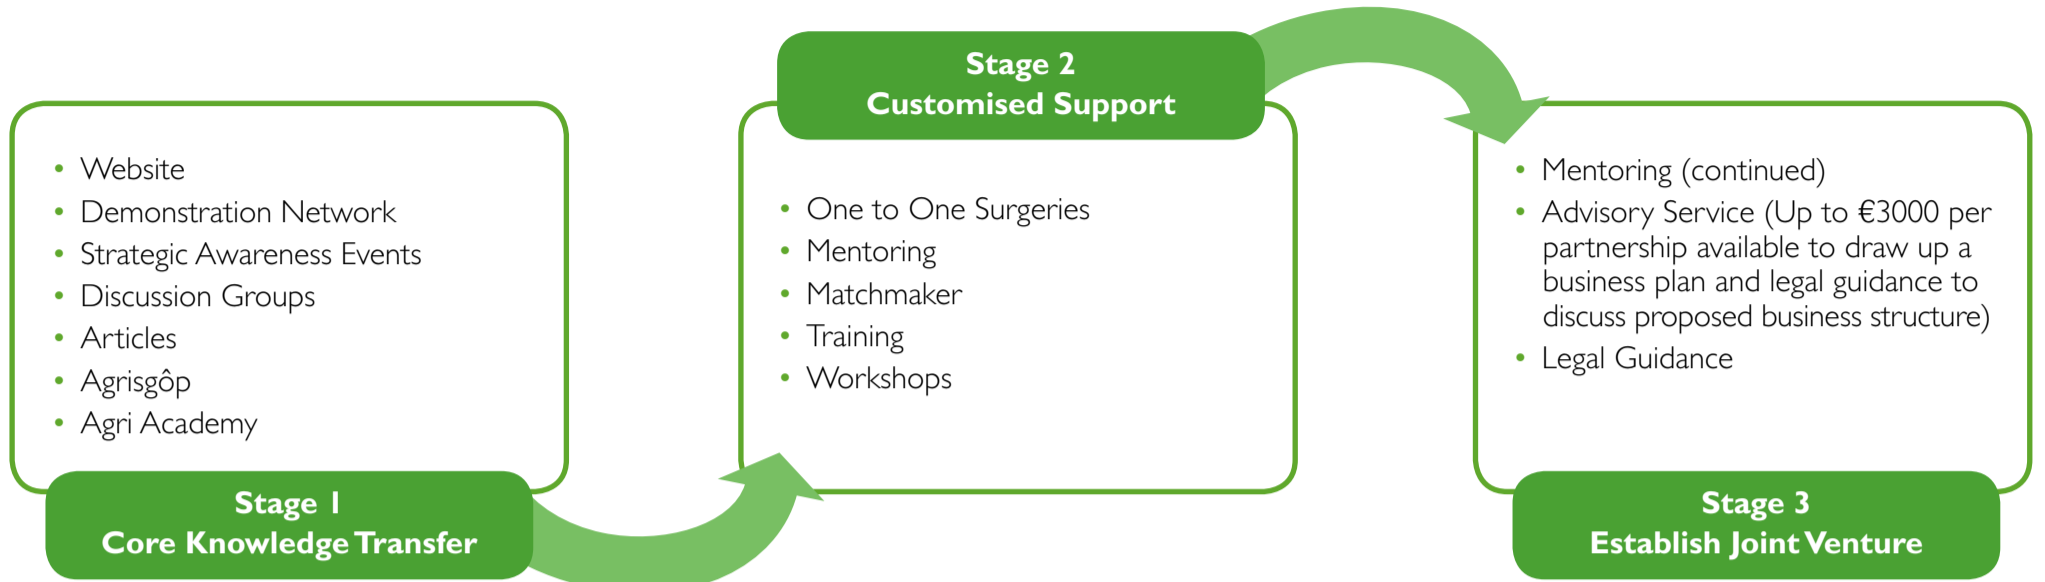 • Website
• Demonstration Network
• Strategic Awareness Events
• Discussion Groups
• Articles
• Agrisgôp
• Agri Academy
Stage 1
Core Knowledge Transfer
Stage 2
Customised Support
• One to One Surgeries
• Mentoring
• Matchmaker
• Training
• Workshops
• Mentoring (continued)
• Advisory Service (Up to €3000 per
partnership available to draw up a
business plan and legal guidance to
discuss proposed business structure)
• Legal Guidance
Stage 3
Establish Joint Venture